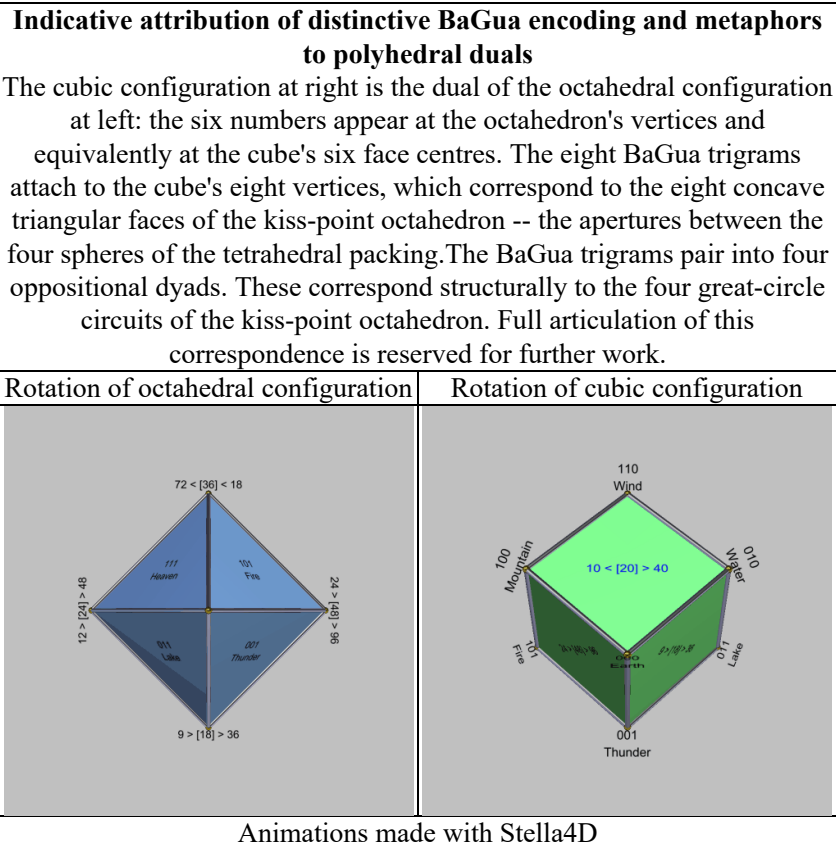 Indicative attribution of distinctive BaGua encoding and metaphors
to polyhedral duals
The cubic configuration at right is the dual of the octahedral configuration
at left: the six numbers appear at the octahedron's vertices and
equivalently at the cube's six face centres. The eight BaGua trigrams
attach to the cube's eight vertices, which correspond to the eight concave
triangular faces of the kiss-point octahedron -- the apertures between the
four spheres of the tetrahedral packing.The BaGua trigrams pair into four
oppositional dyads. These correspond structurally to the four great-circle
circuits of the kiss-point octahedron. Full articulation of this
correspondence is reserved for further work.
Rotation of octahedral configuration
Rotation of cubic configuration
72 < [36] < 18
111
Heaven
101
Fire
12 > [24] > 48
24 > [48] > 96
011
Lake
001
Thunder
9 > [18] > 36
110
Wind
100
Mountain
010
Water
10 < [20] > 40
101
Fire
000
Earth
011
Lake
001
Thunder
Animations made with Stella4D